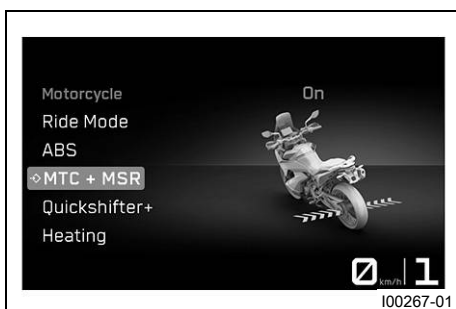 Motorcycle
On
Ride Mode
ABS
MTC + MSR
Quickshifter+
Heating
0 km/h 1
I00267-01